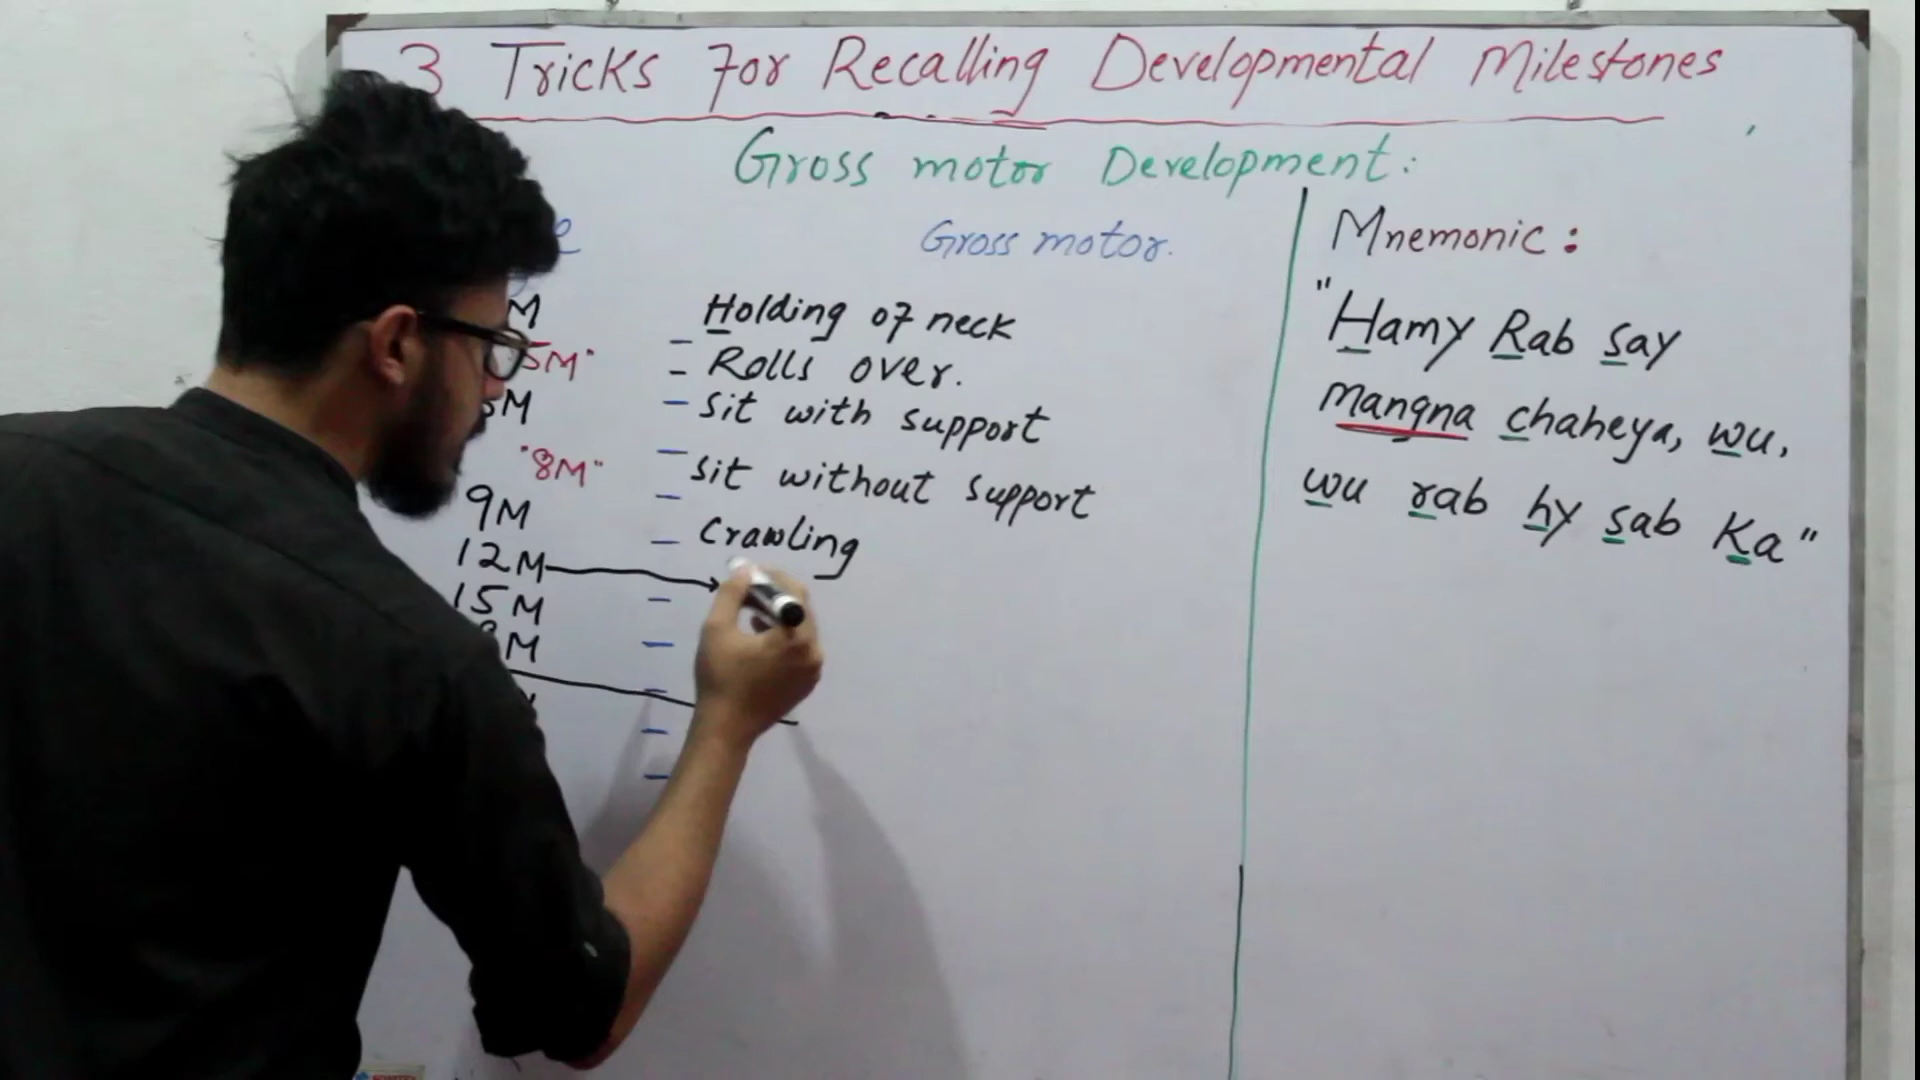 3 Tricks For Recalling Developmental Milestones
Gross motor Development:
Gross motor.
Mnemonic:
M Holding of neck
5M" - Rolls over.
M - Sit with support
"8M" - Sit without support
9M - Crawling
12M
15M
M
"Hamy Rab say
mangna chaheya, wu,
wu rab hy sab Ka"